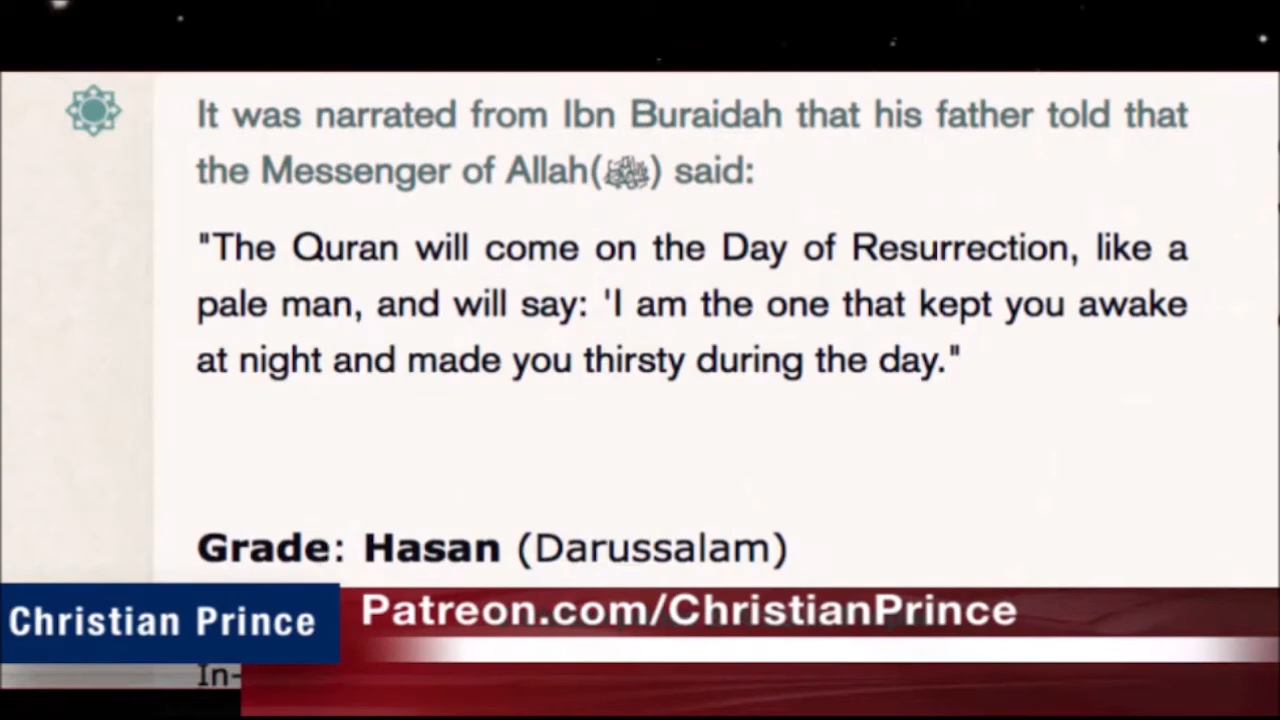 It was narrated from Ibn Buraidah that his father told that
the Messenger of Allah(ﷺ) said:
"The Quran will come on the Day of Resurrection, like a
pale man, and will say: 'I am the one that kept you awake
at night and made you thirsty during the day."
Grade: Hasan (Darussalam)
Christian Prince
Patreon.com/ChristianPrince
In-